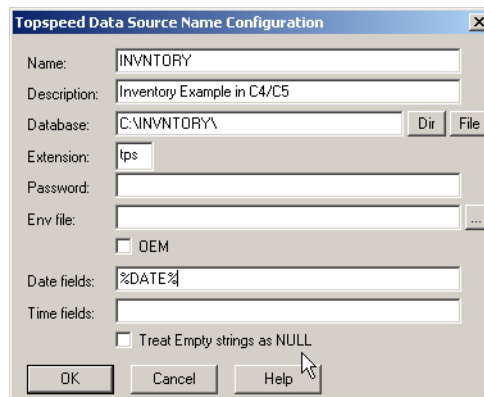 Topspeed Data Source Name Configuration
Name: INVNTORY
Description: Inventory Example in C4/C5
Database: C:\INVNTORY\ Dir File
Extension: tps
Password:
Env file: ...
OEM
Date fields: %DATE%
Time fields:
Treat Empty strings as NULL
OK Cancel Help